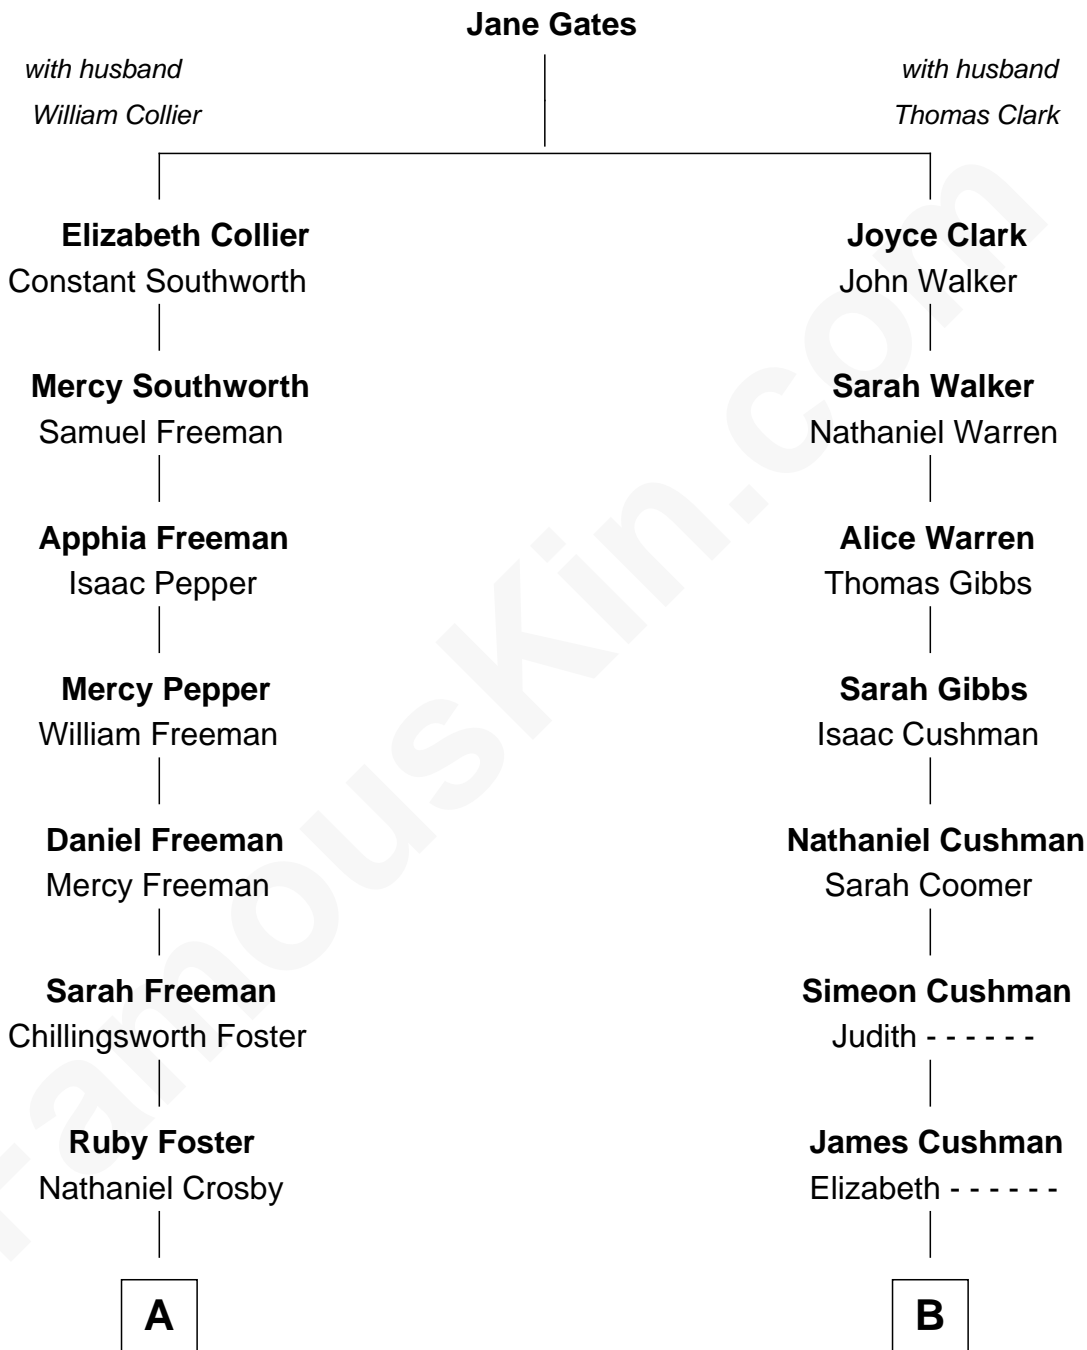 Jane Gates
with husband
William Collier
with husband
Thomas Clark
Elizabeth Collier
Constant Southworth
Joyce Clark
John Walker
Mercy Southworth
Samuel Freeman
Sarah Walker
Nathaniel Warren
Apphia Freeman
Isaac Pepper
Alice Warren
Thomas Gibbs
Mercy Pepper
William Freeman
Sarah Gibbs
Isaac Cushman
Daniel Freeman
Mercy Freeman
Nathaniel Cushman
Sarah Coomer
Sarah Freeman
Chillingsworth Foster
Simeon Cushman
Judith - - - - - -
Ruby Foster
Nathaniel Crosby
James Cushman
Elizabeth - - - - - -
A
B
FamousKin.com